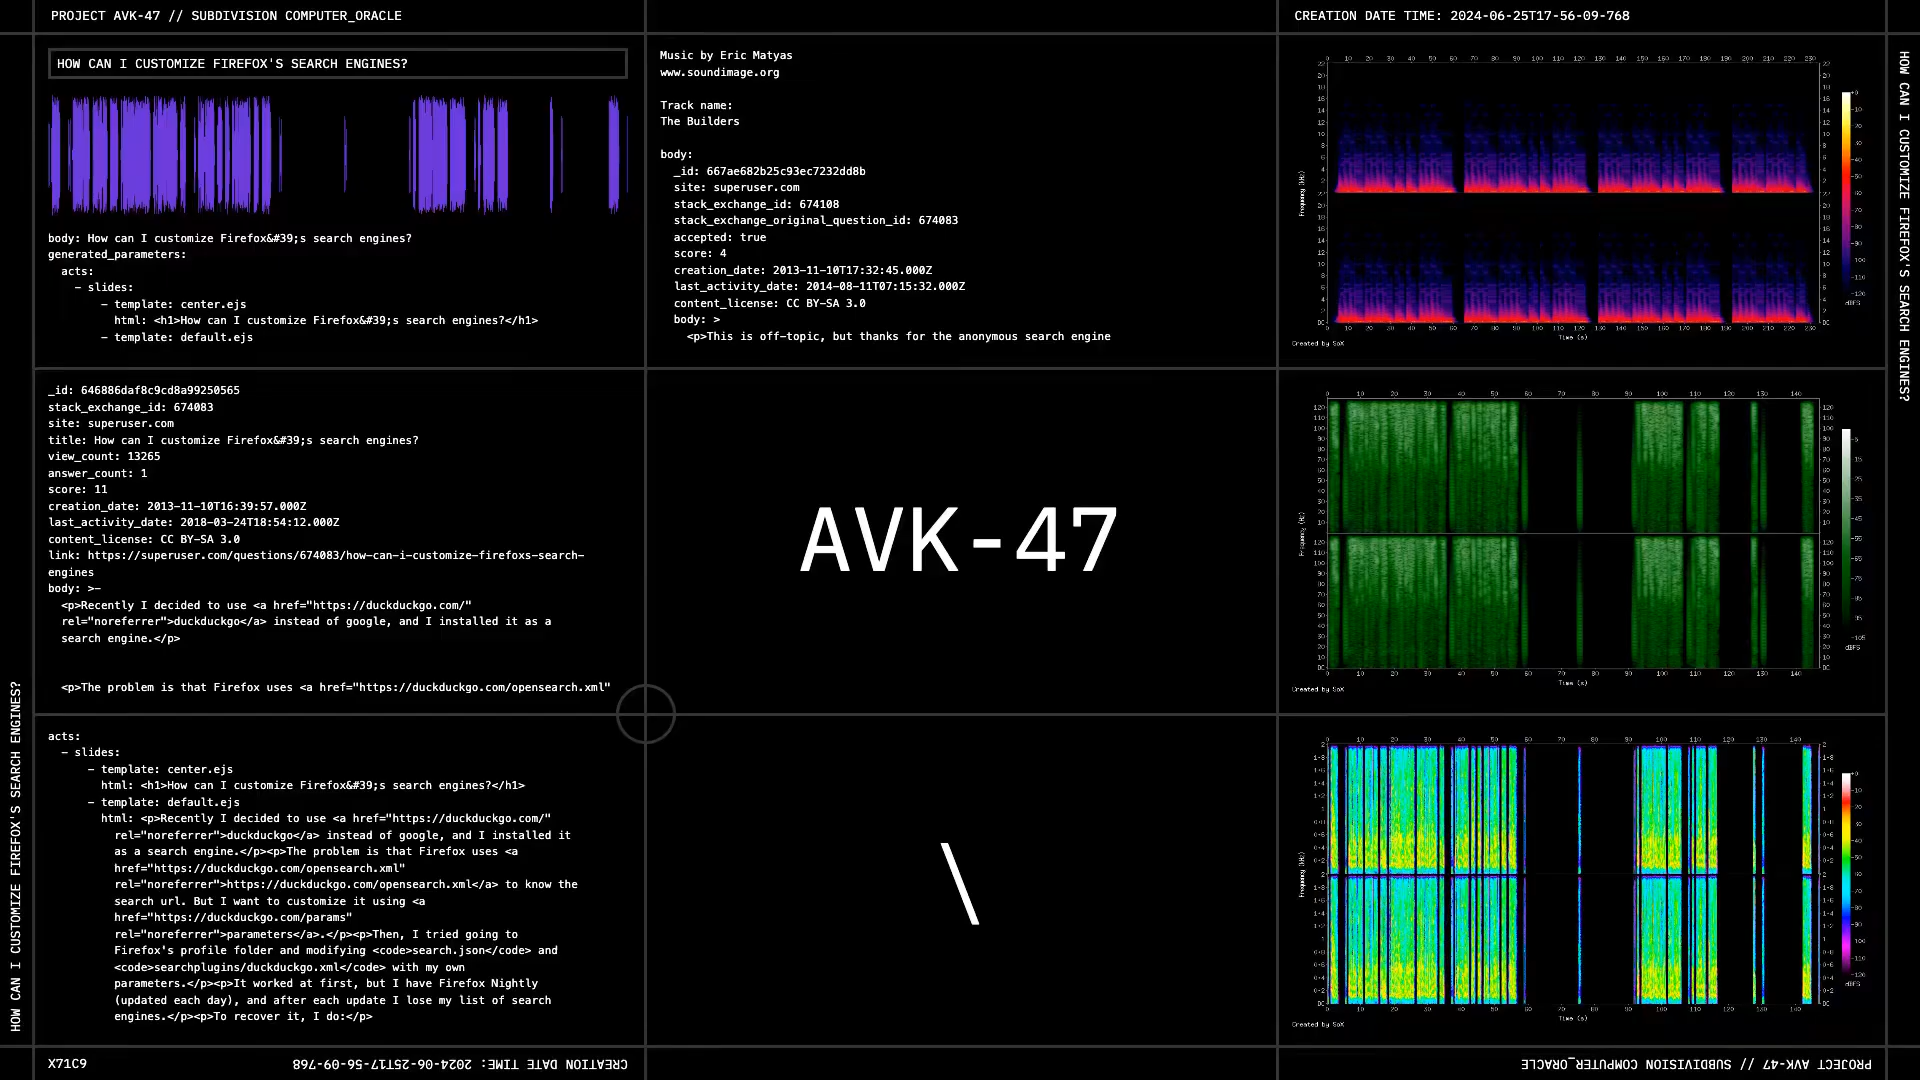 PROJECT AVK-47 // SUBDIVISION COMPUTER_ORACLE
CREATION DATE TIME: 2024-06-25T17-56-09-768
HOW CAN I CUSTOMIZE FIREFOX'S SEARCH ENGINES?
body: How can I customize Firefox&#39;s search engines?
generated_parameters:
acts:
- slides:
- template: center.ejs
html: <h1>How can I customize Firefox&#39;s search engines?</h1>
- template: default.ejs
Music by Eric Matyas
www.soundimage.org
Track name:
The Builders
body:
_id: 667ae682b25c93ec7232dd8b
site: superuser.com
stack_exchange_id: 674108
stack_exchange_original_question_id: 674083
accepted: true
score: 4
creation_date: 2013-11-10T17:32:45.000Z
last_activity_date: 2014-08-11T07:15:32.000Z
content_license: CC BY-SA 3.0
body: >
<p>This is off-topic, but thanks for the anonymous search engine
Frequency (kHz)
Time (s)
dBFS
Created by SoX
HOW CAN I CUSTOMIZE FIREFOX'S SEARCH ENGINES?
_id: 646886daf8c9cd8a99250565
stack_exchange_id: 674083
site: superuser.com
title: How can I customize Firefox&#39;s search engines?
view_count: 13265
answer_count: 1
score: 11
creation_date: 2013-11-10T16:39:57.000Z
last_activity_date: 2018-03-24T18:54:12.000Z
content_license: CC BY-SA 3.0
link: https://superuser.com/questions/674083/how-can-i-customize-firefoxs-search-
engines
body: >-
<p>Recently I decided to use <a href="https://duckduckgo.com/"
rel="noreferrer">duckduckgo</a> instead of google, and I installed it as a
search engine.</p>
<p>The problem is that Firefox uses <a href="https://duckduckgo.com/opensearch.xml"
AVK-47
Frequency (Hz)
Time (s)
dBFS
Created by SoX
HOW CAN I CUSTOMIZE FIREFOX'S SEARCH ENGINES?
acts:
- slides:
- template: center.ejs
html: <h1>How can I customize Firefox&#39;s search engines?</h1>
- template: default.ejs
html: <p>Recently I decided to use <a href="https://duckduckgo.com/"
rel="noreferrer">duckduckgo</a> instead of google, and I installed it
as a search engine.</p><p>The problem is that Firefox uses <a
href="https://duckduckgo.com/opensearch.xml"
rel="noreferrer">https://duckduckgo.com/opensearch.xml</a> to know the
search url. But I want to customize it using <a
href="https://duckduckgo.com/params"
rel="noreferrer">parameters</a>.</p><p>Then, I tried going to
Firefox's profile folder and modifying <code>search.json</code> and
<code>searchplugins/duckduckgo.xml</code> with my own
parameters.</p><p>It worked at first, but I have Firefox Nightly
(updated each day), and after each update I lose my list of search
engines.</p><p>To recover it, I do:</p>
\
Frequency (kHz)
Time (s)
dBFS
Created by SoX
X71J9
CREATION DATE TIME: 2024-06-25T17-56-09-768
PROJECT AVK-47 // SUBDIVISION COMPUTER_ORACLE